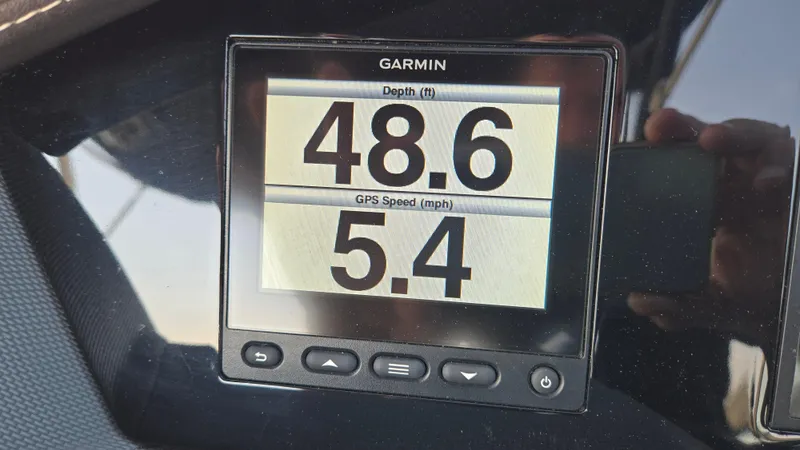 GARMIN
Depth (ft)
48.6
GPS Speed (mph)
5.4